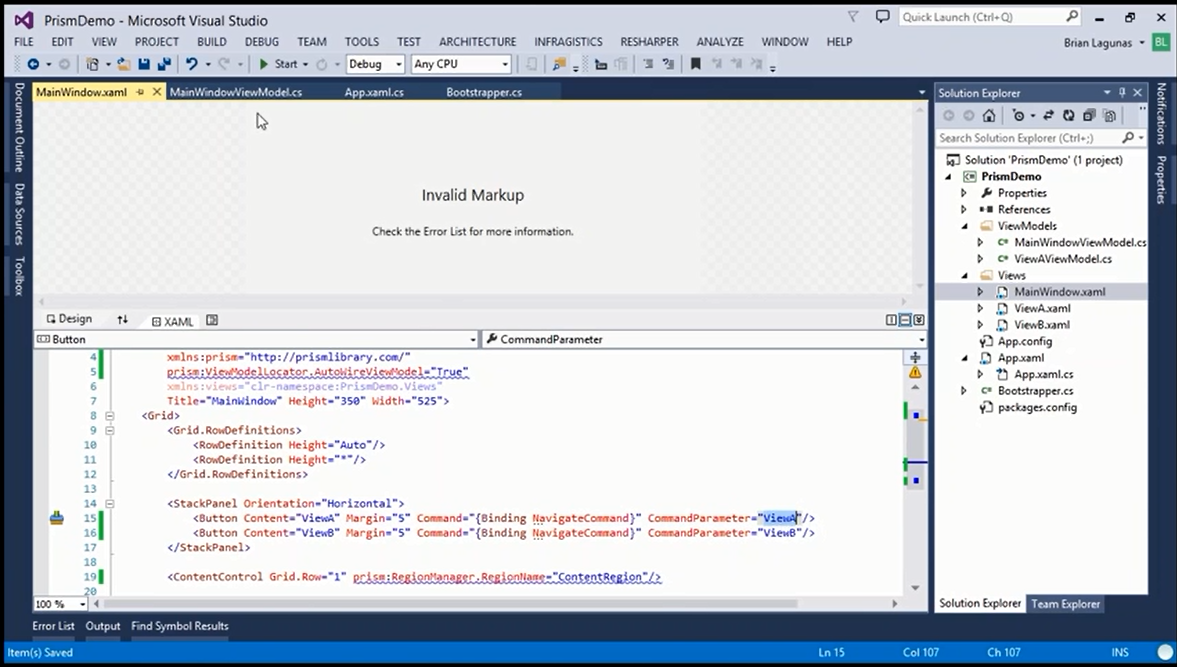 PrismDemo - Microsoft Visual Studio
Quick Launch (Ctrl+Q)
FILE EDIT VIEW PROJECT BUILD DEBUG TEAM TOOLS TEST ARCHITECTURE INFRAGISTICS RESHARPER ANALYZE WINDOW HELP
Brian Lagunas BL
Start Debug Any CPU
MainWindow.xaml MainWindowViewModel.cs App.xaml.cs Bootstrapper.cs
Document Outline
Data Sources
Toolbox
Invalid Markup
Check the Error List for more information.
Design XAML
Button CommandParameter
4 xmlns:prism="http://prismlibrary.com/"
5 prism:ViewModelLocator.AutoWireViewModel="True"
6 xmlns:views="clr-namespace:PrismDemo.Views"
7 Title="MainWindow" Height="350" Width="525">
8 <Grid>
9 <Grid.RowDefinitions>
10 <RowDefinition Height="Auto"/>
11 <RowDefinition Height="*"/>
12 </Grid.RowDefinitions>
13
14 <StackPanel Orientation="Horizontal">
15 <Button Content="ViewA" Margin="5" Command="{Binding NavigateCommand}" CommandParameter="ViewA"/>
16 <Button Content="ViewB" Margin="5" Command="{Binding NavigateCommand}" CommandParameter="ViewB"/>
17 </StackPanel>
18
19 <ContentControl Grid.Row="1" prism:RegionManager.RegionName="ContentRegion"/>
20
100 %
Solution Explorer
Search Solution Explorer (Ctrl+;)
Solution 'PrismDemo' (1 project)
C# PrismDemo
Properties
References
ViewModels
C# MainWindowViewModel.cs
C# ViewAViewModel.cs
Views
MainWindow.xaml
ViewA.xaml
ViewB.xaml
App.config
App.xaml
App.xaml.cs
C# Bootstrapper.cs
packages.config
Solution Explorer Team Explorer
Notifications
Properties
Error List Output Find Symbol Results
Item(s) Saved Ln 15 Col 107 Ch 107 INS